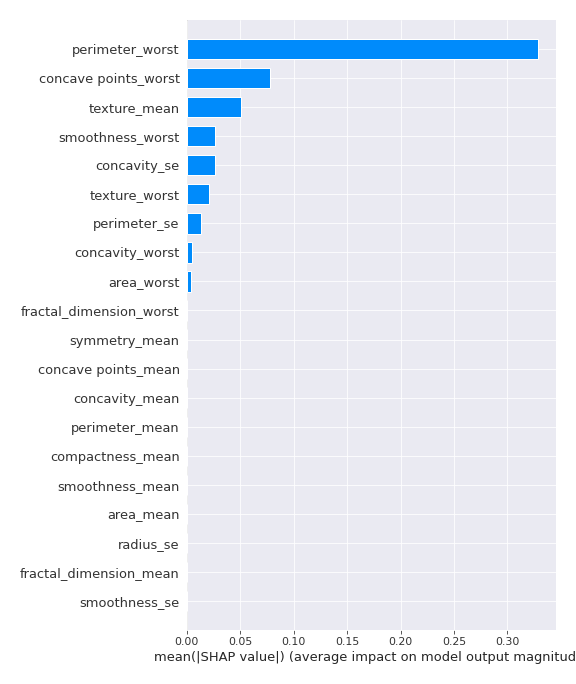 perimeter_worst
concave points_worst
texture_mean
smoothness_worst
concavity_se
texture_worst
perimeter_se
concavity_worst
area_worst
fractal_dimension_worst
symmetry_mean
concave points_mean
concavity_mean
perimeter_mean
compactness_mean
smoothness_mean
area_mean
radius_se
fractal_dimension_mean
smoothness_se
0.00 0.05 0.10 0.15 0.20 0.25 0.30
mean(|SHAP value|) (average impact on model output magnitud